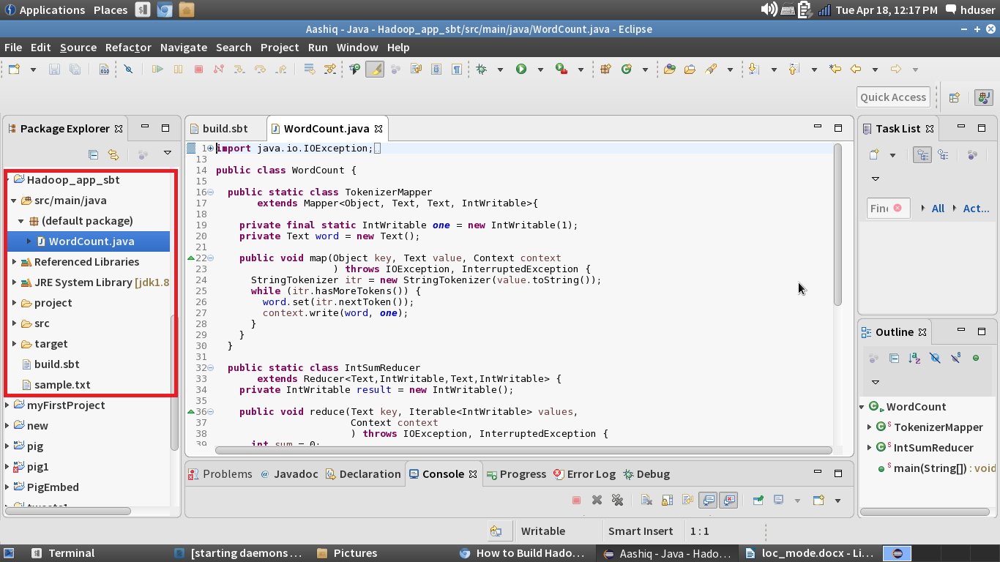 Applications Places Tue Apr 18, 12:17 PM hduser
Aashiq - Java - Hadoop_app_sbt/src/main/java/WordCount.java - Eclipse
File Edit Source Refactor Navigate Search Project Run Window Help
Quick Access
Package Explorer
Hadoop_app_sbt
src/main/java
(default package)
WordCount.java
Referenced Libraries
JRE System Library [jdk1.8
project
src
target
build.sbt
sample.txt
myFirstProject
new
pig
pig1
PigEmbed
tweets1
build.sbt WordCount.java
1 import java.io.IOException;
13
14 public class WordCount {
15
16 public static class TokenizerMapper
17 extends Mapper<Object, Text, Text, IntWritable>{
18
19 private final static IntWritable one = new IntWritable(1);
20 private Text word = new Text();
21
22 public void map(Object key, Text value, Context context
23 ) throws IOException, InterruptedException {
24 StringTokenizer itr = new StringTokenizer(value.toString());
25 while (itr.hasMoreTokens()) {
26 word.set(itr.nextToken());
27 context.write(word, one);
28 }
29 }
30 }
31
32 public static class IntSumReducer
33 extends Reducer<Text,IntWritable,Text,IntWritable> {
34 private IntWritable result = new IntWritable();
35
36 public void reduce(Text key, Iterable<IntWritable> values,
37 Context context
38 ) throws IOException, InterruptedException {
39 int sum = 0;
Task List
Find All Act...
Outline
WordCount
TokenizerMapper
IntSumReducer
main(String[]) : void
Problems Javadoc Declaration Console Progress Error Log Debug
Writable Smart Insert 1 : 1
Terminal [starting daemons ... Pictures How to Build Hado... Aashiq - Java - Hado... loc_mode.docx - Li...